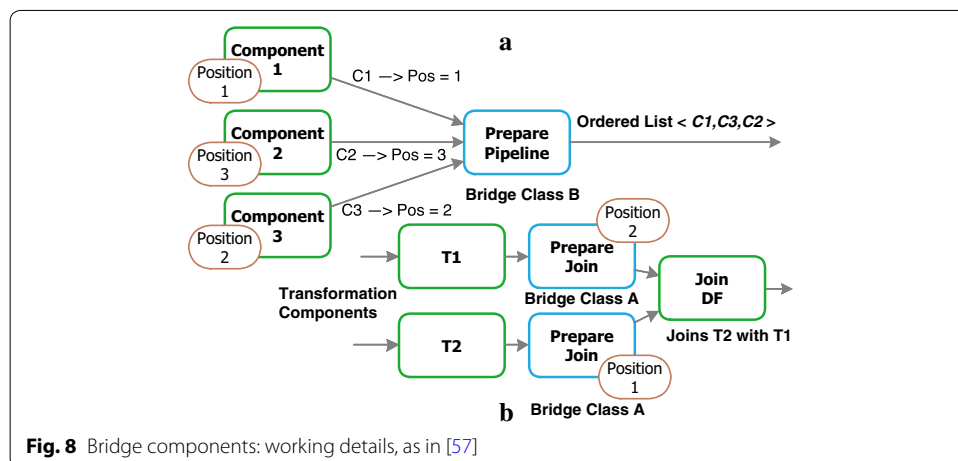 a
Component
1
Position
1
C1 —> Pos = 1
Component
2
Position
3
C2 —> Pos = 3
Prepare
Pipeline
Ordered List < C1,C3,C2 >
Bridge Class B
Component
3
Position
2
C3 —> Pos = 2
T1
Prepare
Join
Position
2
Bridge Class A
Transformation
Components
Join
DF
Joins T2 with T1
T2
Prepare
Join
Position
1
Bridge Class A
b
Fig. 8 Bridge components: working details, as in [57]